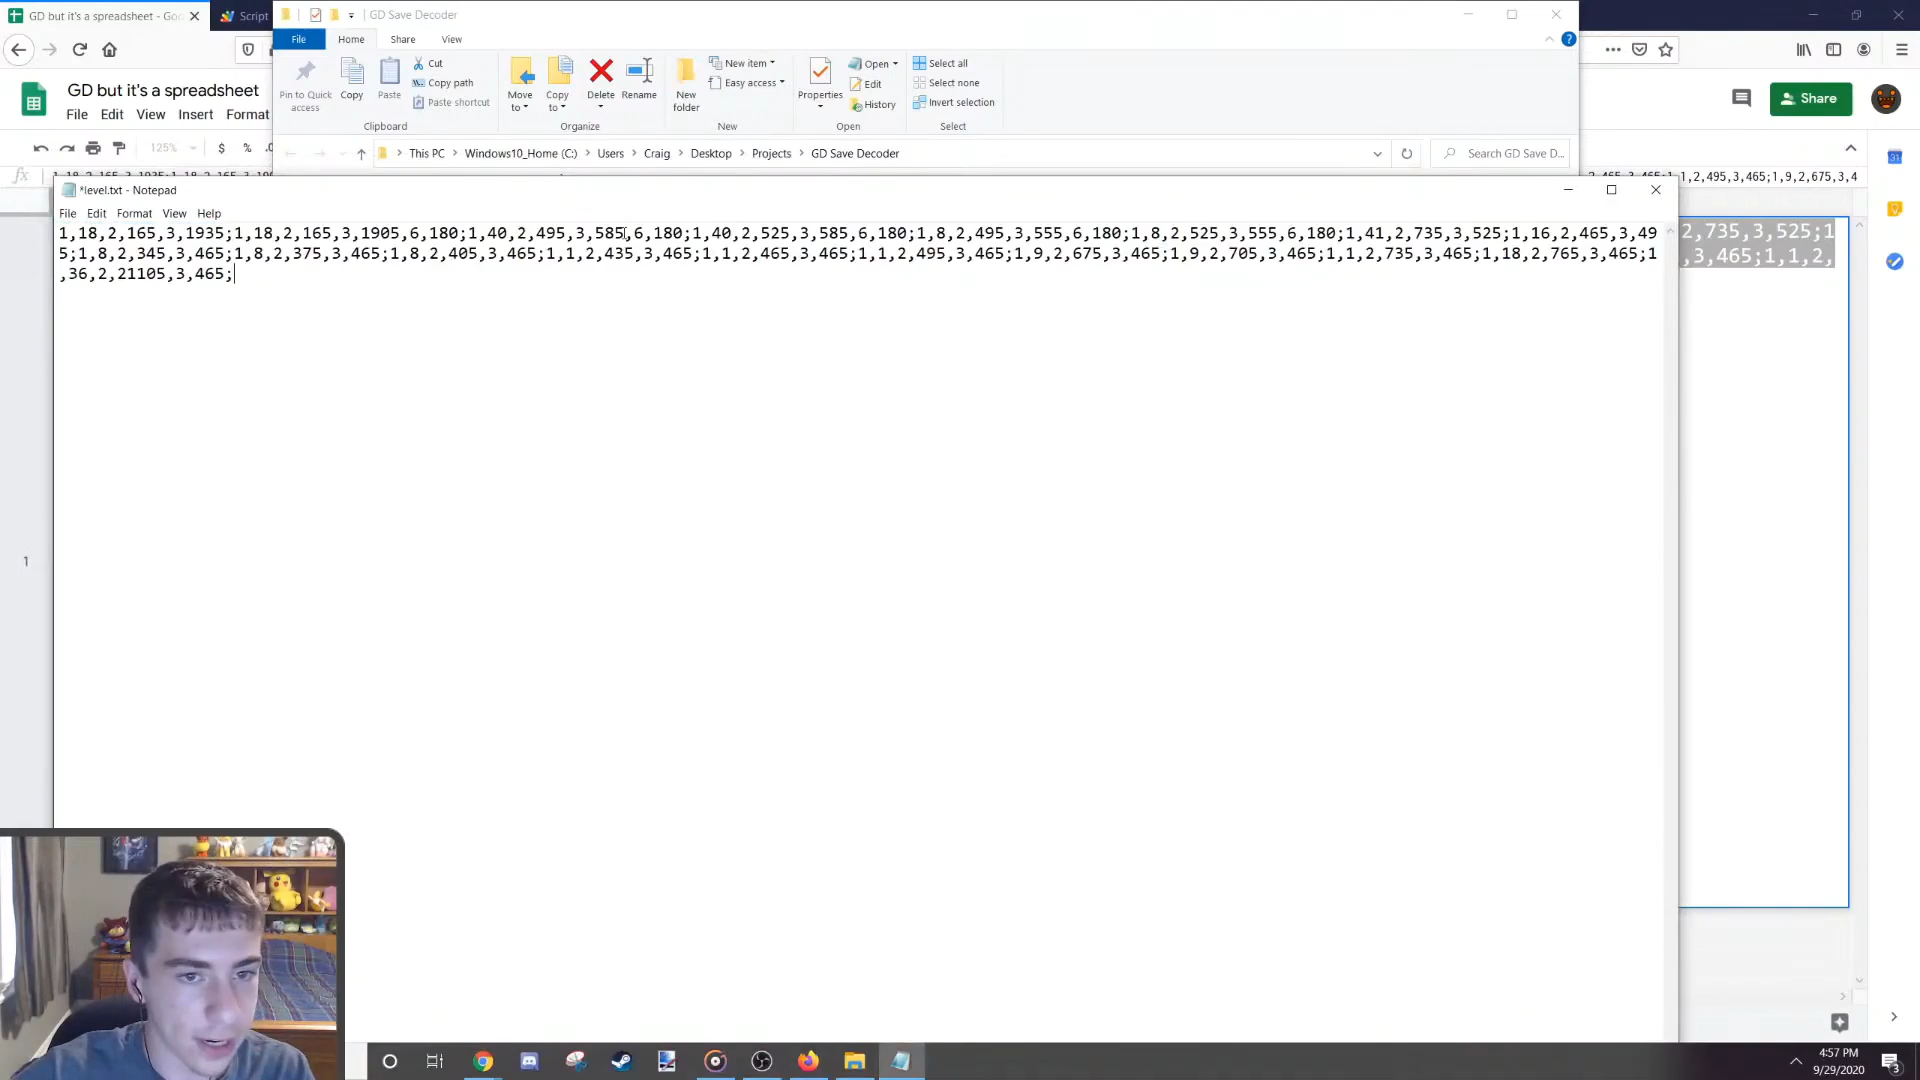 GD but it's a spreadsheet - Goo
Script
GD Save Decoder
File
Home
Share
View
Pin to Quick access
Copy
Paste
Cut
Copy path
Paste shortcut
Clipboard
Move to
Copy to
Delete
Rename
Organize
New folder
New item
Easy access
New
Properties
Open
Edit
History
Open
Select all
Select none
Invert selection
Select
This PC
Windows10_Home (C:)
Users
Craig
Desktop
Projects
GD Save Decoder
Search GD Save D...
GD but it's a spreadsheet
File
Edit
View
Insert
Format
Share
125%
$
%
.0
fx
1,2,495,3,465;1,9,2,675,3,4
*level.txt - Notepad
File
Edit
Format
View
Help
1,18,2,165,3,1935;1,18,2,165,3,1905,6,180;1,40,2,495,3,585,6,180;1,40,2,525,3,585,6,180;1,8,2,495,3,555,6,180;1,8,2,525,3,555,6,180;1,41,2,735,3,525;1,16,2,465,3,49
5;1,8,2,345,3,465;1,8,2,375,3,465;1,8,2,405,3,465;1,1,2,435,3,465;1,1,2,465,3,465;1,1,2,495,3,465;1,9,2,675,3,465;1,9,2,705,3,465;1,1,2,735,3,465;1,18,2,765,3,465;1
,36,2,21105,3,465;
2,735,3,525;1
,3,465;1,1,2,
1
31
4:57 PM
9/29/2020
3